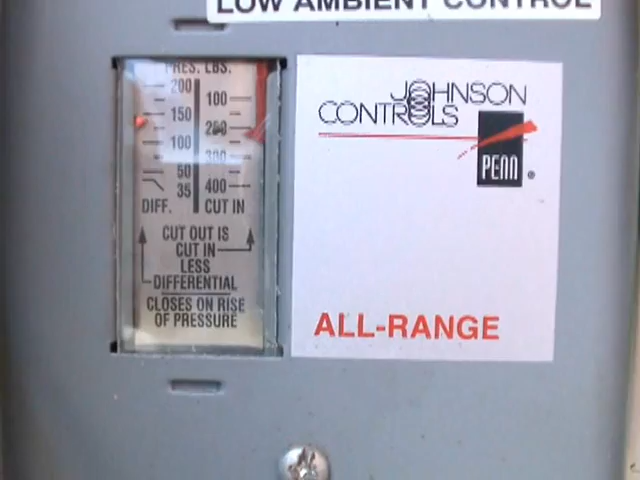 LOW AMBIENT CONTROL
PRES. LBS.
200
100
150
250
100
300
50
400
35
DIFF. CUT IN
CUT OUT IS
CUT IN
LESS
DIFFERENTIAL
CLOSES ON RISE
OF PRESSURE
JOHNSON
CONTROLS
PENN
®
ALL-RANGE